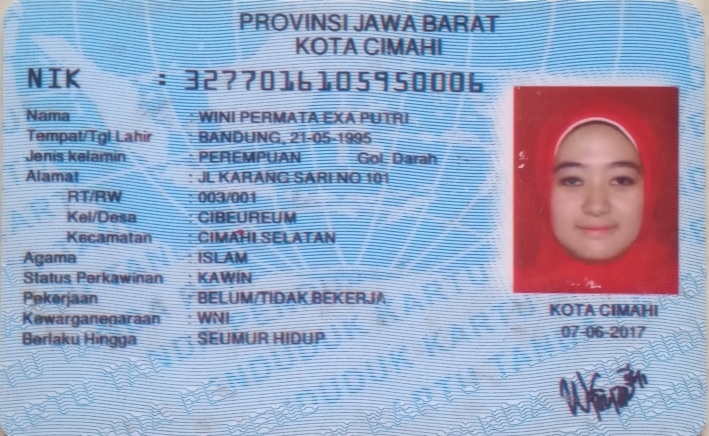 PROVINSI JAWA BARAT
KOTA CIMAHI
NIK : 3277016105950006
Nama : WINI PERMATA EXA PUTRI
Tempat/Tgl Lahir : BANDUNG, 21-05-1995
Jenis kelamin : PEREMPUAN Gol. Darah
Alamat : JL KARANG SARI NO 101
RT/RW : 003/001
Kel/Desa : CIBEUREUM
Kecamatan : CIMAHI SELATAN
Agama : ISLAM
Status Perkawinan : KAWIN
Pekerjaan : BELUM/TIDAK BEKERJA
Kewarganegaraan : WNI
Berlaku Hingga : SEUMUR HIDUP
KOTA CIMAHI
07-06-2017